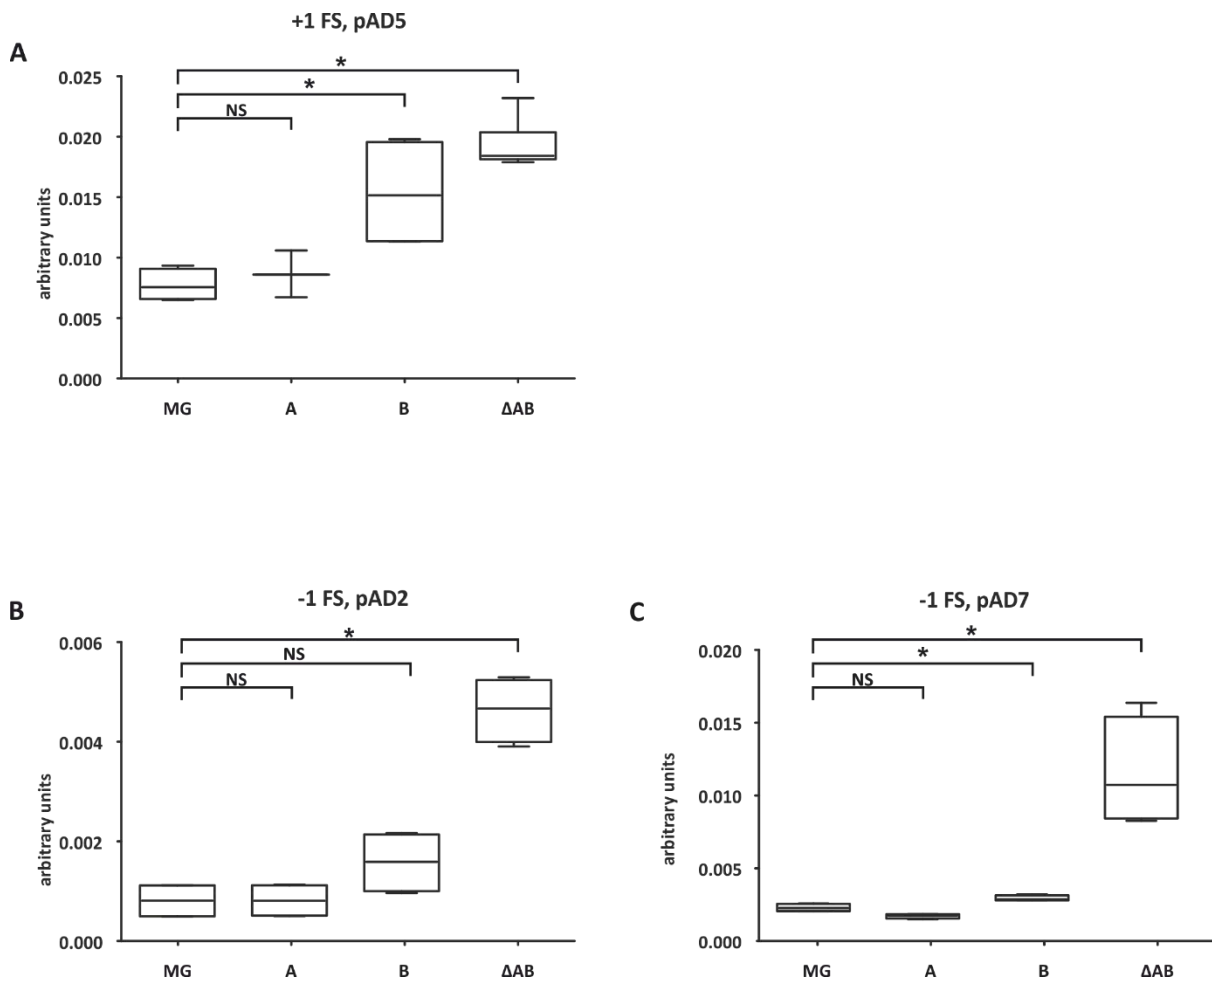 +1 FS, pAD5
A
*
*
NS
0.025
0.020
0.015
0.010
0.005
0.000
arbitrary units
MG A B ΔAB
-1 FS, pAD2
B
*
NS
NS
0.006
0.004
0.002
0.000
arbitrary units
MG A B ΔAB
-1 FS, pAD7
C
*
*
NS
0.020
0.015
0.010
0.005
0.000
arbitrary units
MG A B ΔAB